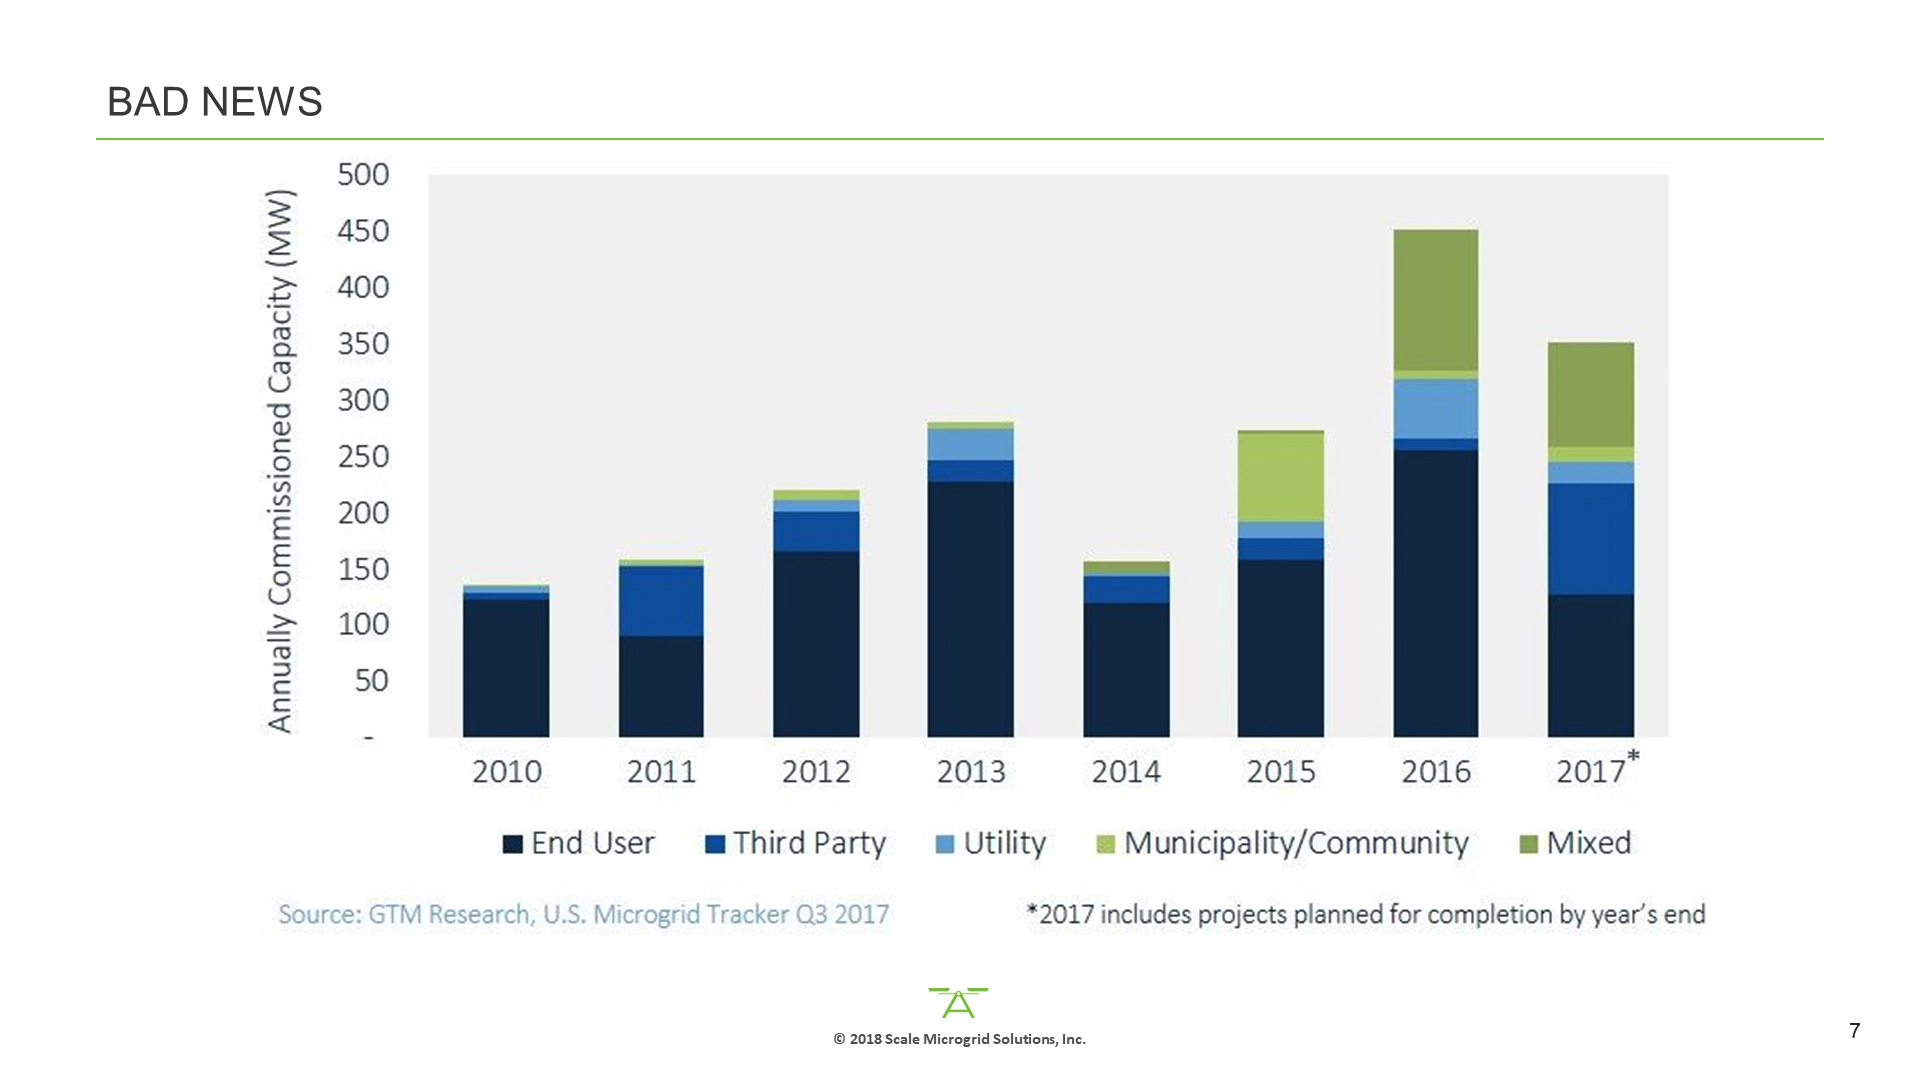 BAD NEWS
Annually Commissioned Capacity (MW)
500
450
400
350
300
250
200
150
100
50
-
2010 2011 2012 2013 2014 2015 2016 2017*
End User Third Party Utility Municipality/Community Mixed
Source: GTM Research, U.S. Microgrid Tracker Q3 2017 *2017 includes projects planned for completion by year's end
© 2018 Scale Microgrid Solutions, Inc.
7